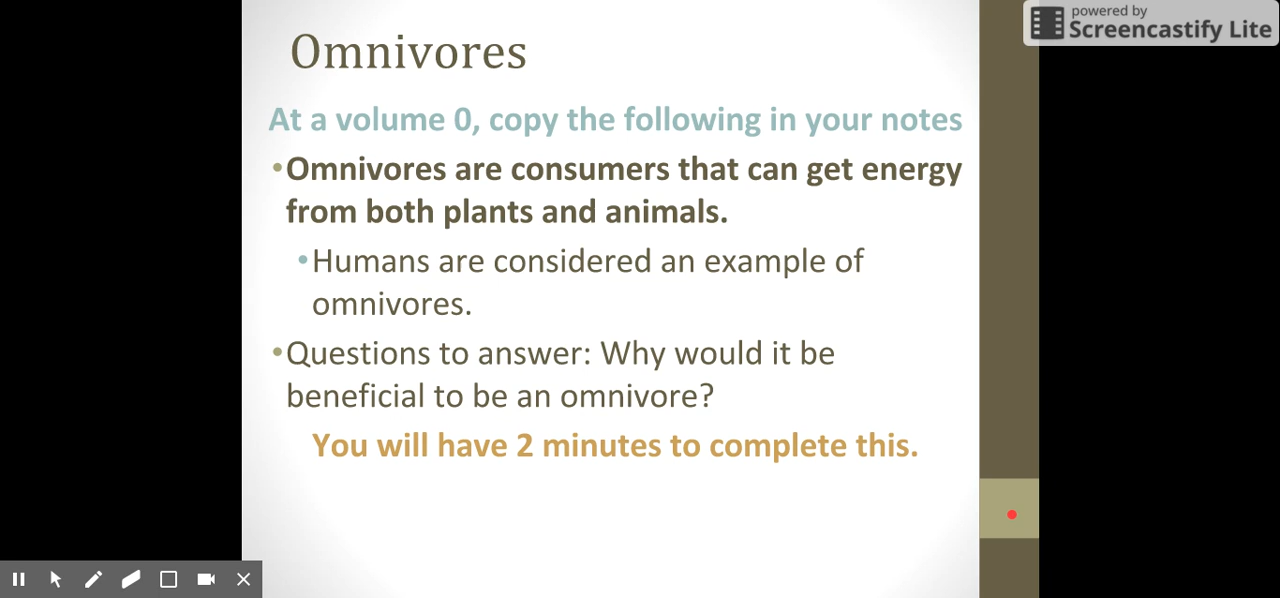 powered by
Screencastify Lite
Omnivores
At a volume 0, copy the following in your notes
•Omnivores are consumers that can get energy
from both plants and animals.
•Humans are considered an example of
omnivores.
•Questions to answer: Why would it be
beneficial to be an omnivore?
You will have 2 minutes to complete this.